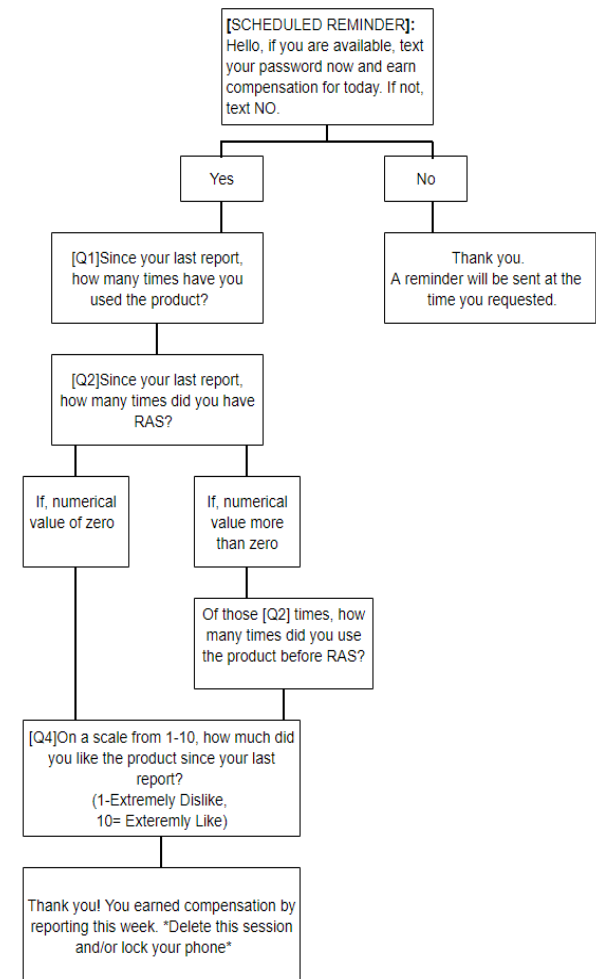 [SCHEDULED REMINDER]:
Hello, if you are available, text
your password now and earn
compensation for today. If not,
text NO.
Yes
No
[Q1]Since your last report,
how many times have you
used the product?
Thank you.
A reminder will be sent at the
time you requested.
[Q2]Since your last report,
how many times did you have
RAS?
If, numerical
value of zero
If, numerical
value more
than zero
Of those [Q2] times, how
many times did you use
the product before RAS?
[Q4]On a scale from 1-10, how much did
you like the product since your last
report?
(1-Extremely Dislike,
10= Exteremly Like)
Thank you! You earned compensation by
reporting this week. *Delete this session
and/or lock your phone*